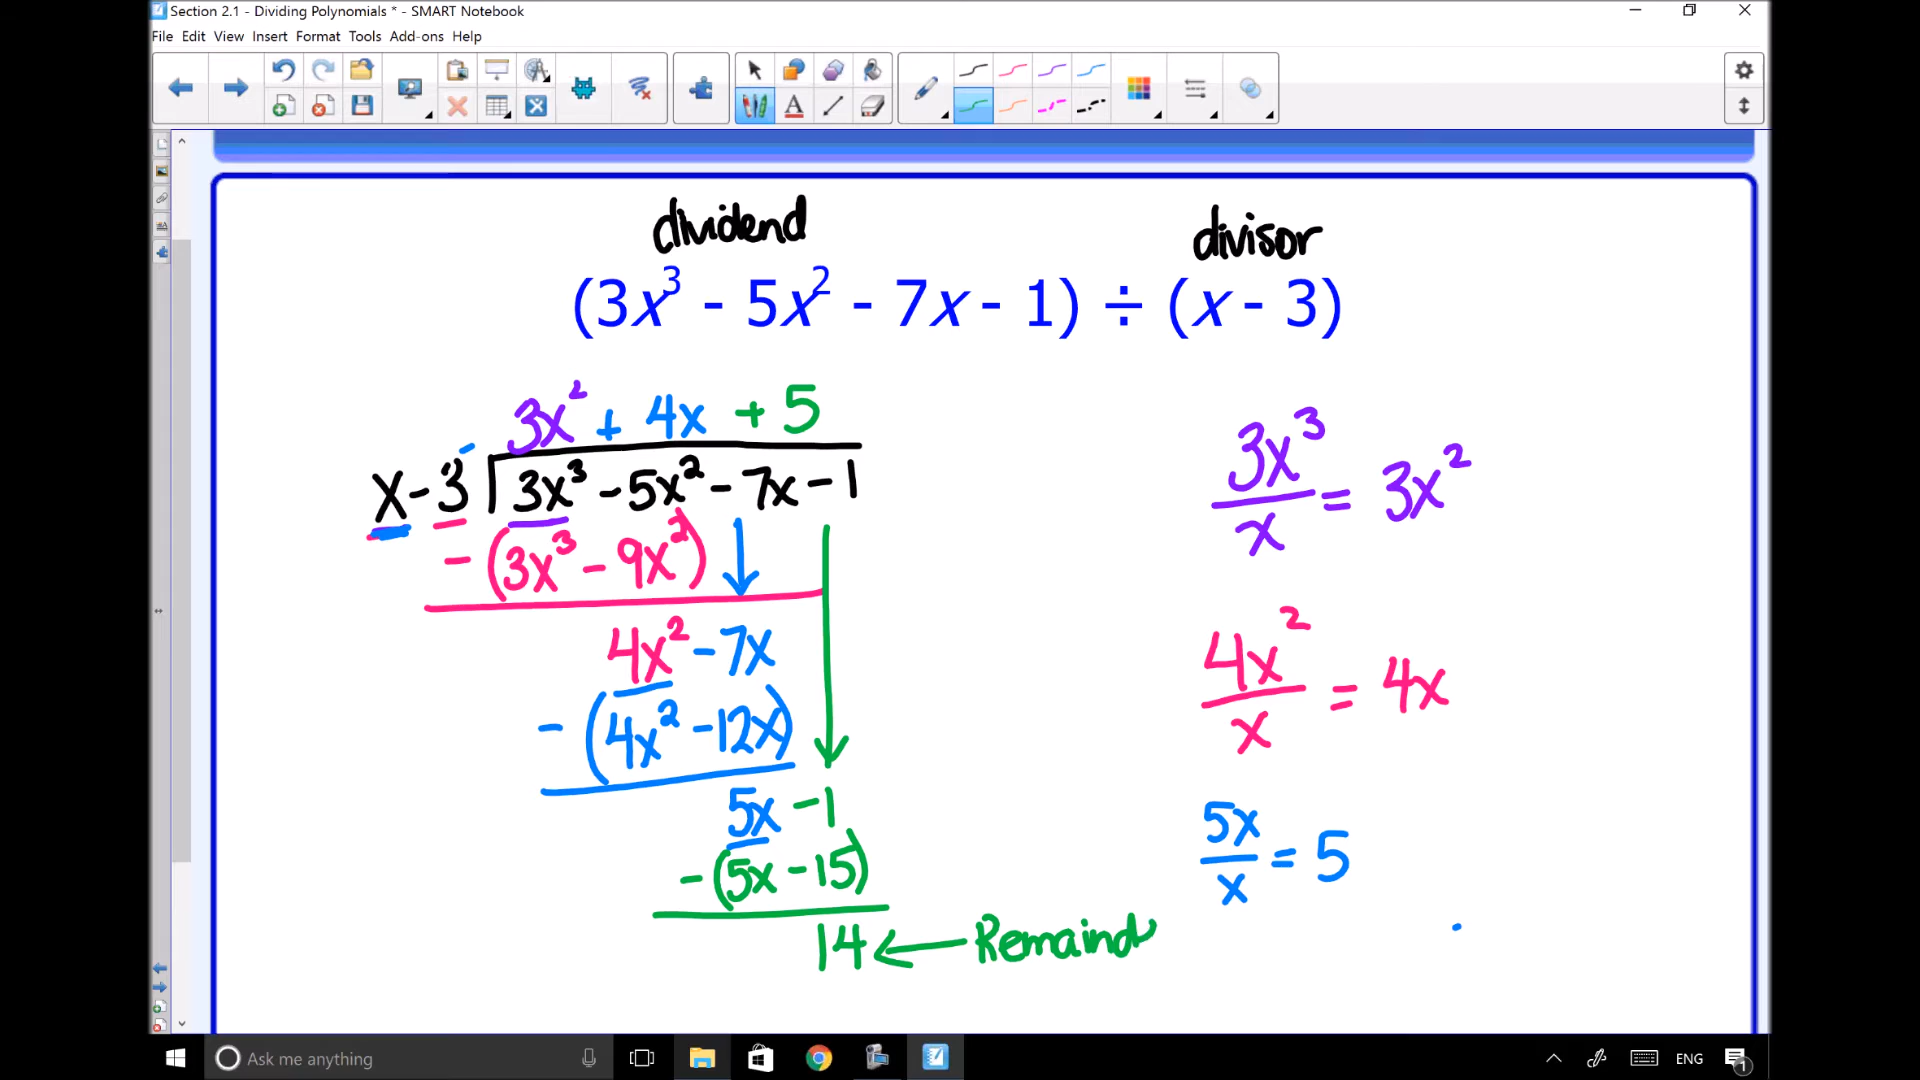 Section 2.1 - Dividing Polynomials * - SMART Notebook
File Edit View Insert Format Tools Add-ons Help
dividend divisor
(3x³ - 5x² - 7x - 1) ÷ (x - 3)
3x² + 4x + 5
x - 3 3x³ - 5x² - 7x - 1
- (3x³ - 9x²)
4x² - 7x
- (4x² - 12x)
5x - 1
- (5x - 15)
14 ← Remaind
3x³/x = 3x²
4x²/x = 4x
5x/x = 5
Ask me anything
ENG
1